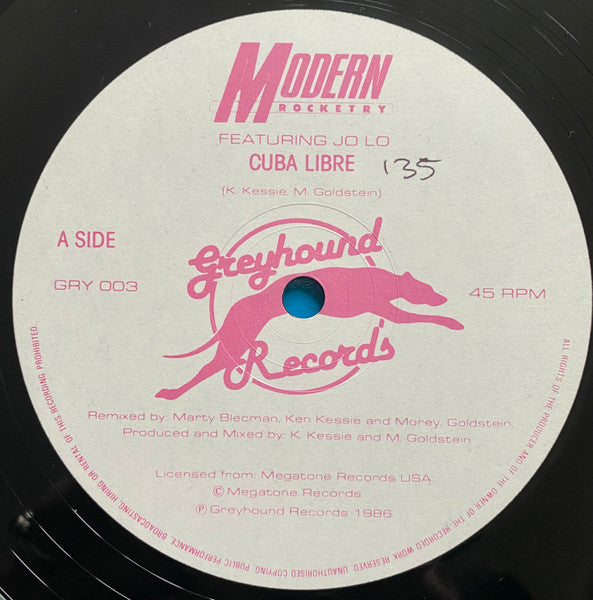 MODERN
ROCKETRY
FEATURING JO LO
CUBA LIBRE 135
(K. Kessie, M. Goldstein)
A SIDE
GRY 003
45 RPM
Greyhound
Records
Remixed by: Marty Blecman, Ken Kessie and Morey, Goldstein,
Produced and Mixed by: K. Kessie and M. Goldstein
Licensed from: Megatone Records USA
© Megatone Records
℗ Greyhound Records 1986
ALL RIGHTS OF THE PRODUCER AND OF THE OWNER OF THE RECORDED WORK RESERVED. UNAUTHORISED COPYING, PUBLIC PERFORMANCE, BROADCASTING, HIRING OR RENTAL OF THIS RECORDING PROHIBITED.